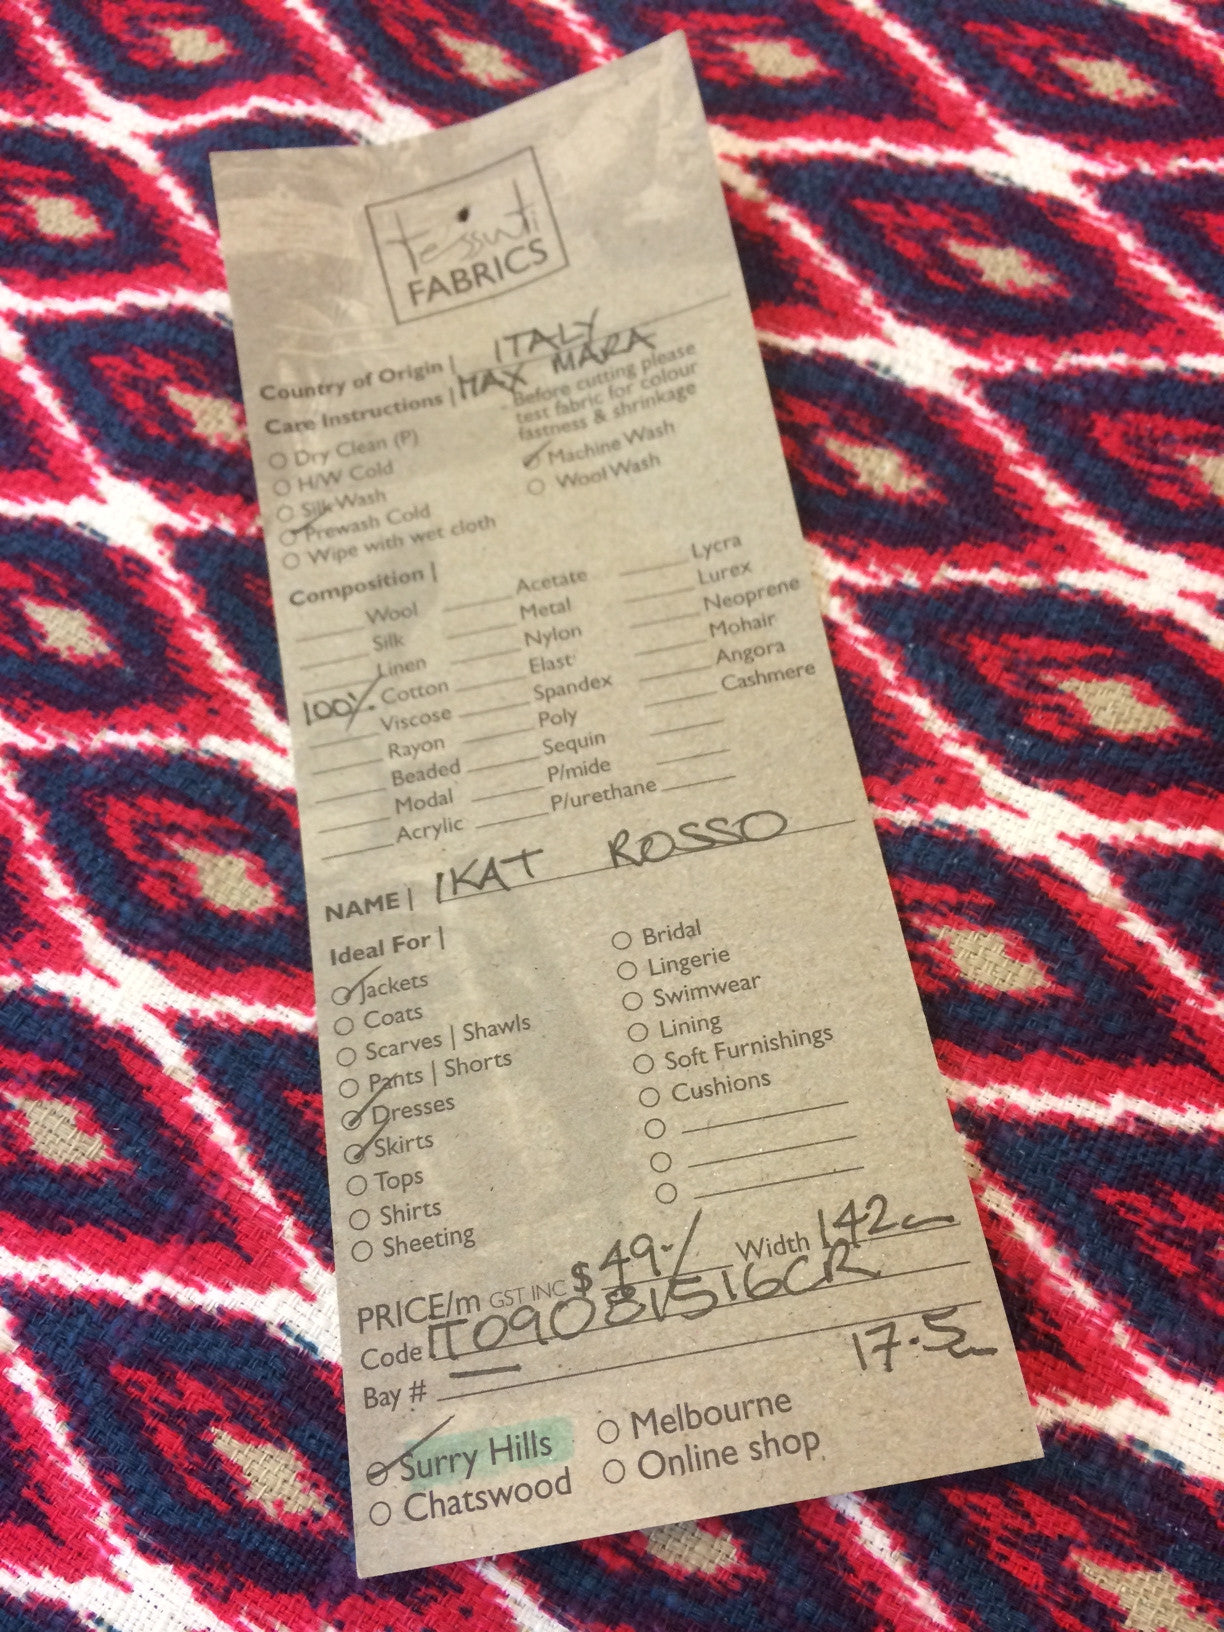 tessuti
FABRICS
Country of Origin | ITALY
MAX MARA
Care Instructions |
- Before cutting please
test fabric for colour
fastness & shrinkage
Dry Clean (P)
H/W Cold
Silk Wash
Prewash Cold
Wipe with wet cloth
Machine Wash
Wool Wash
Composition |
Wool
Silk
Linen
100% Cotton
Viscose
Rayon
Beaded
Modal
Acrylic
Acetate
Metal
Nylon
Elast
Spandex
Poly
Sequin
P/mide
P/urethane
Lycra
Lurex
Neoprene
Mohair
Angora
Cashmere
NAME | IKAT ROSSO
Ideal For |
Jackets
Coats
Scarves | Shawls
Pants | Shorts
Dresses
Skirts
Tops
Shirts
Sheeting
Bridal
Lingerie
Swimwear
Lining
Soft Furnishings
Cushions
PRICE/m GST INC $ 49-/ Width 142cm
Code ITO9081516CR
Bay #
17.5cm
Surry Hills
Chatswood
Melbourne
Online shop